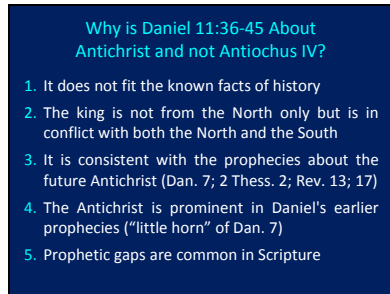 Why is Daniel 11:36-45 About
Antichrist and not Antiochus IV?
1. It does not fit the known facts of history
2. The king is not from the North only but is in
conflict with both the North and the South
3. It is consistent with the prophecies about the
future Antichrist (Dan. 7; 2 Thess. 2; Rev. 13; 17)
4. The Antichrist is prominent in Daniel's earlier
prophecies (“little horn” of Dan. 7)
5. Prophetic gaps are common in Scripture